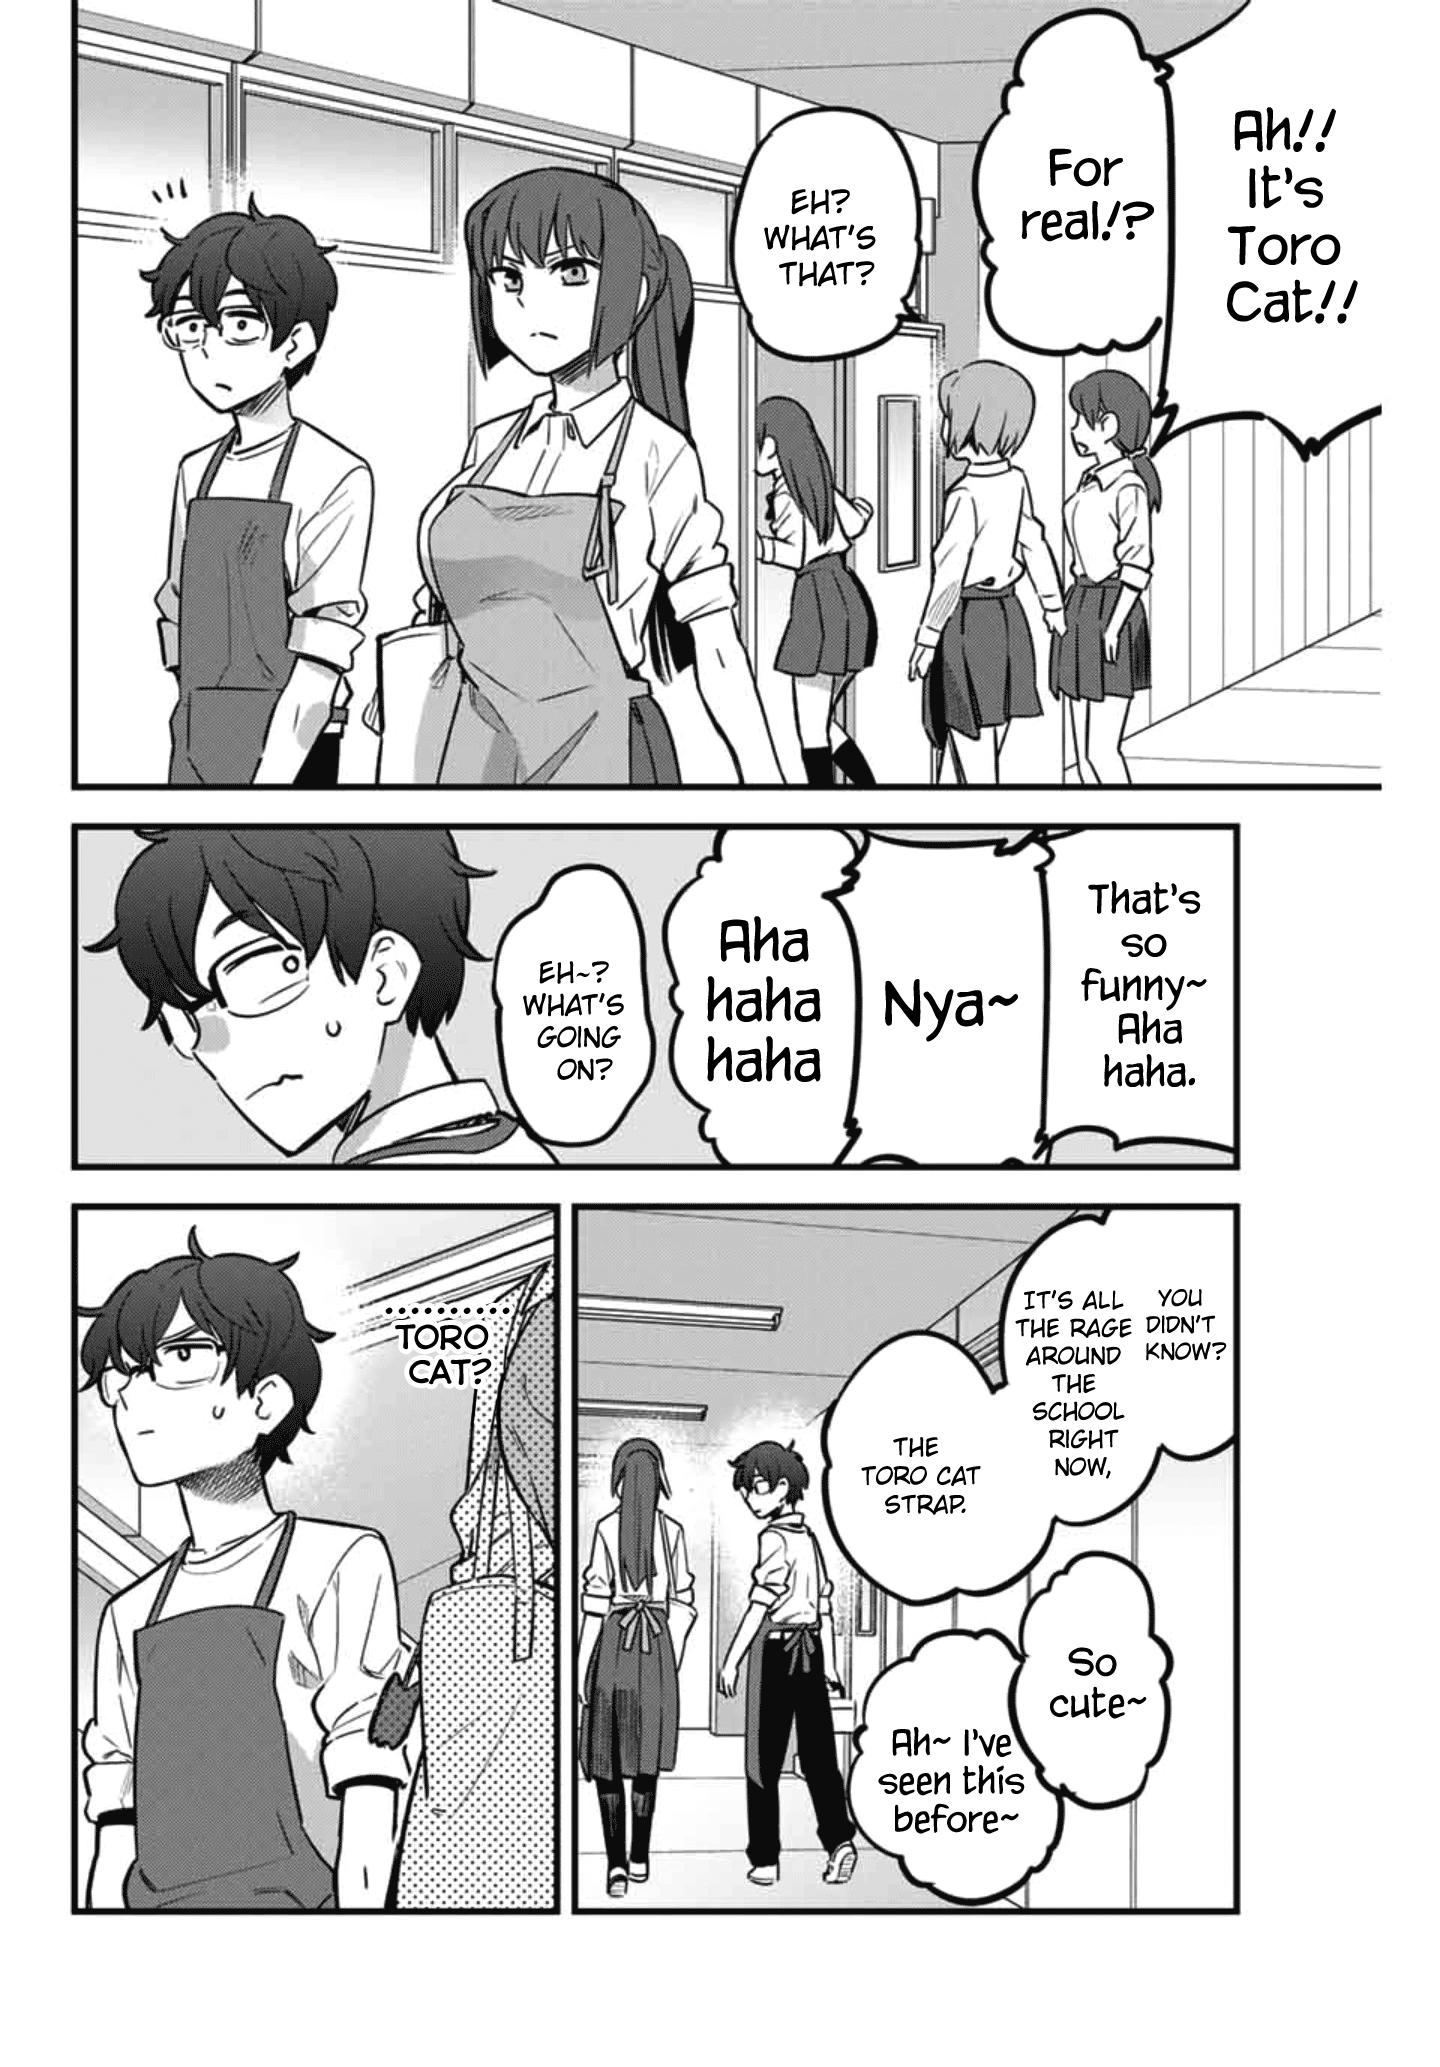 Ah!!
It's
Toro
Cat!!
For
real!?
EH?
WHAT'S
THAT?
That's
so
funny~
Aha
haha.
Nya~
Aha
haha
haha
EH~?
WHAT'S
GOING
ON?
YOU
DIDN'T
KNOW?
IT'S ALL
THE RAGE
AROUND
THE
SCHOOL
RIGHT
NOW,
THE
TORO CAT
STRAP.
So
cute~
Ah~ I've
seen this
before~
...........
TORO
CAT?